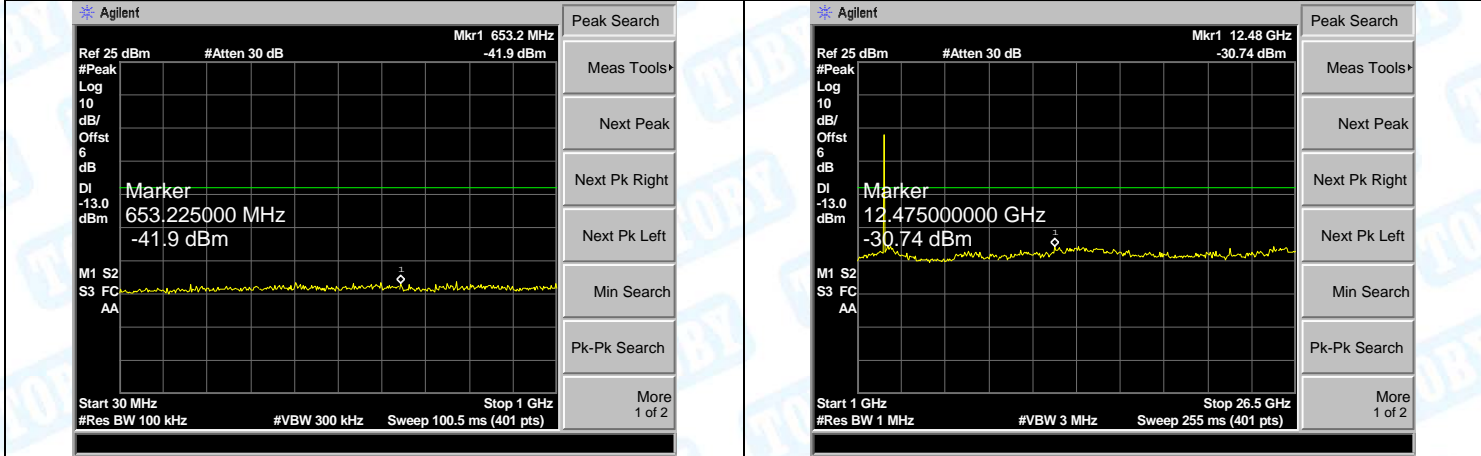 Agilent
Peak Search
Mkr1 653.2 MHz
Ref 25 dBm #Atten 30 dB -41.9 dBm
#Peak
Log
10
dB/
Offst
6
dB
DI
-13.0
dBm
Marker
653.225000 MHz
-41.9 dBm
1
M1 S2
S3 FC
AA
Start 30 MHz Stop 1 GHz
#Res BW 100 kHz #VBW 300 kHz Sweep 100.5 ms (401 pts)
Meas Tools
Next Peak
Next Pk Right
Next Pk Left
Min Search
Pk-Pk Search
More
1 of 2
Agilent
Peak Search
Mkr1 12.48 GHz
Ref 25 dBm #Atten 30 dB -30.74 dBm
#Peak
Log
10
dB/
Offst
6
dB
DI
-13.0
dBm
Marker
12.475000000 GHz
-30.74 dBm
1
M1 S2
S3 FC
AA
Start 1 GHz Stop 26.5 GHz
#Res BW 1 MHz #VBW 3 MHz Sweep 255 ms (401 pts)
Meas Tools
Next Peak
Next Pk Right
Next Pk Left
Min Search
Pk-Pk Search
More
1 of 2
TOBY
TOBY